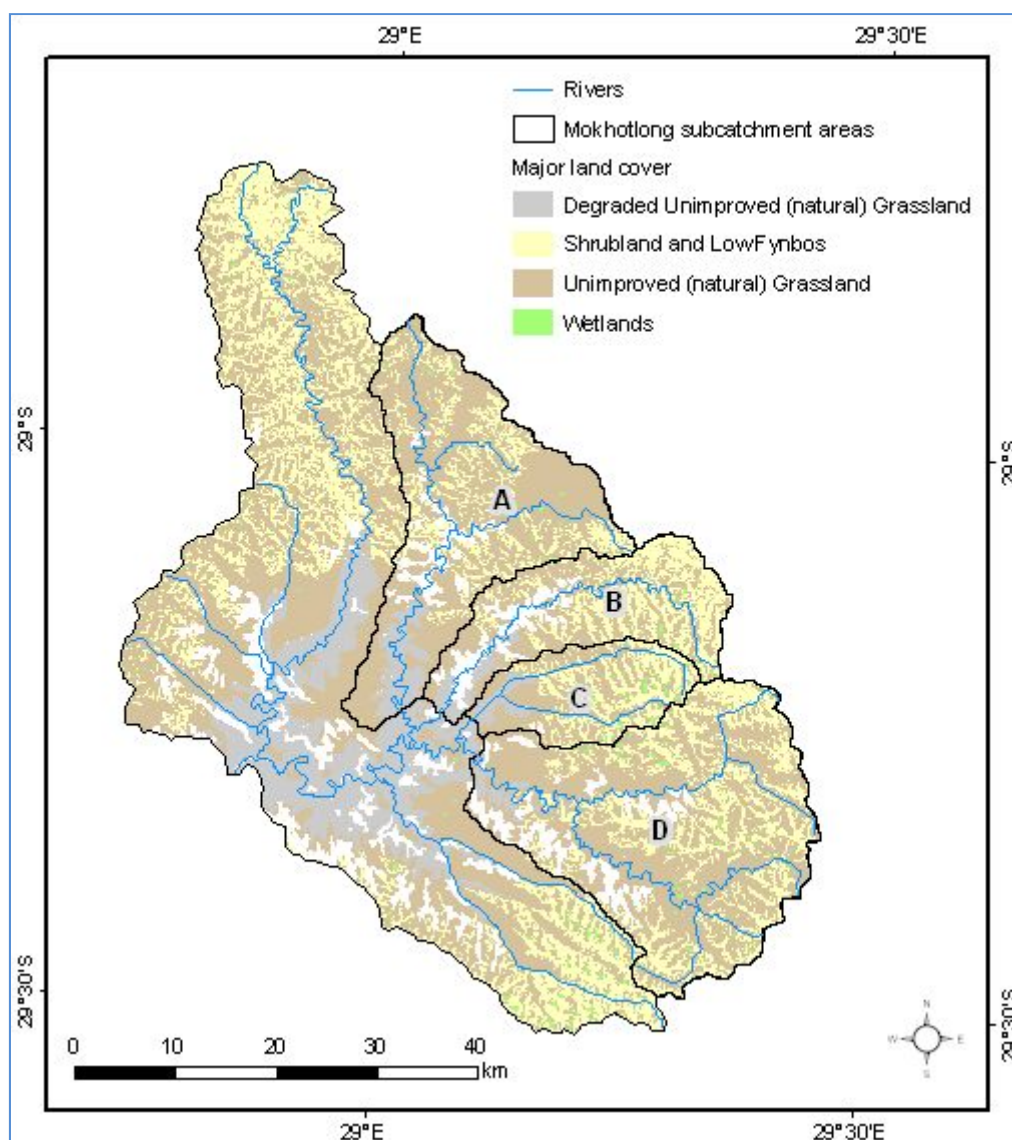 29°E 29°30'E
Rivers
Mokhotlong subcatchment areas
Major land cover
Degraded Unimproved (natural) Grassland
Shrubland and LowFynbos
Unimproved (natural) Grassland
Wetlands
29°S
29°S
A
B
C
D
29°30'S
29°30'S
0 10 20 30 40
km
N
W E
S
29°E 29°30'E